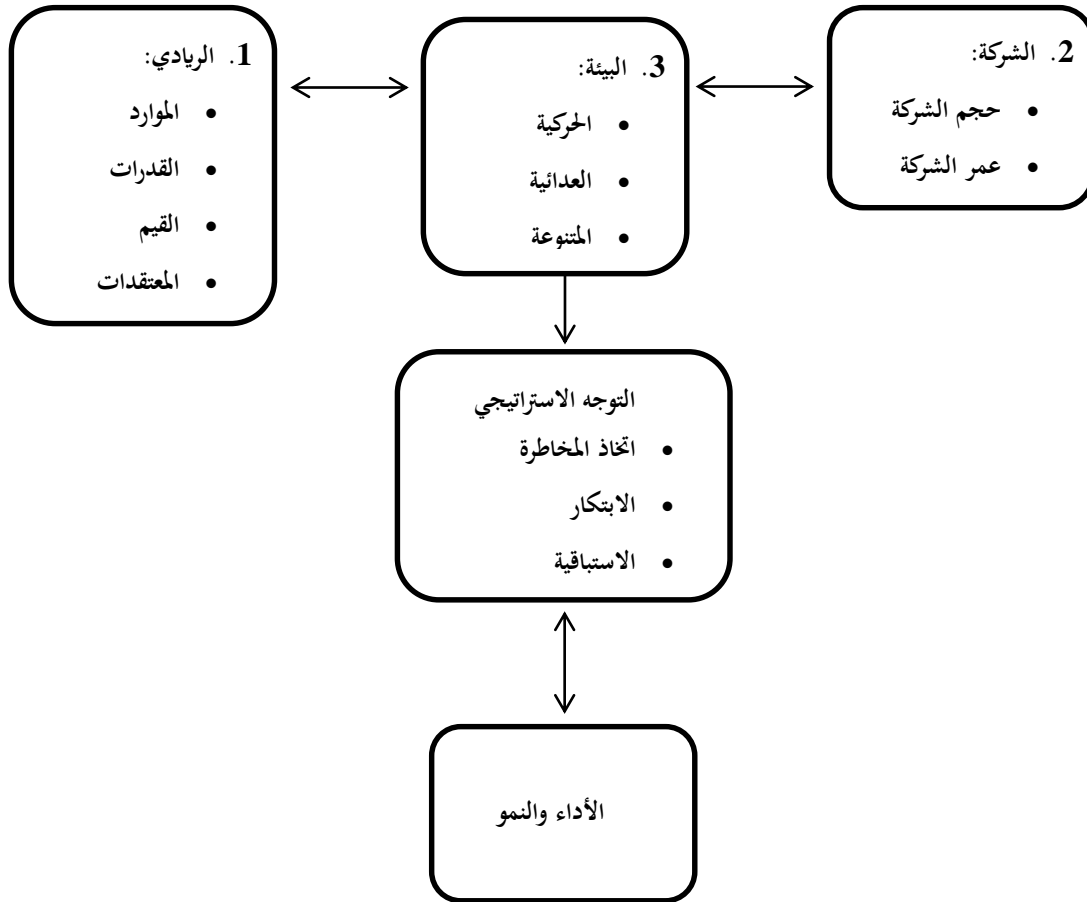 1. الريادي:
• الموارد
• القدرات
• القيم
• المعتقدات
3. البيئة:
• الحركية
• العدائية
• المتنوعة
2. الشركة:
• حجم الشركة
• عمر الشركة
التوجه الاستراتيجي
• اتخاذ المخاطرة
• الابتكار
• الاستباقية
الأداء والنمو